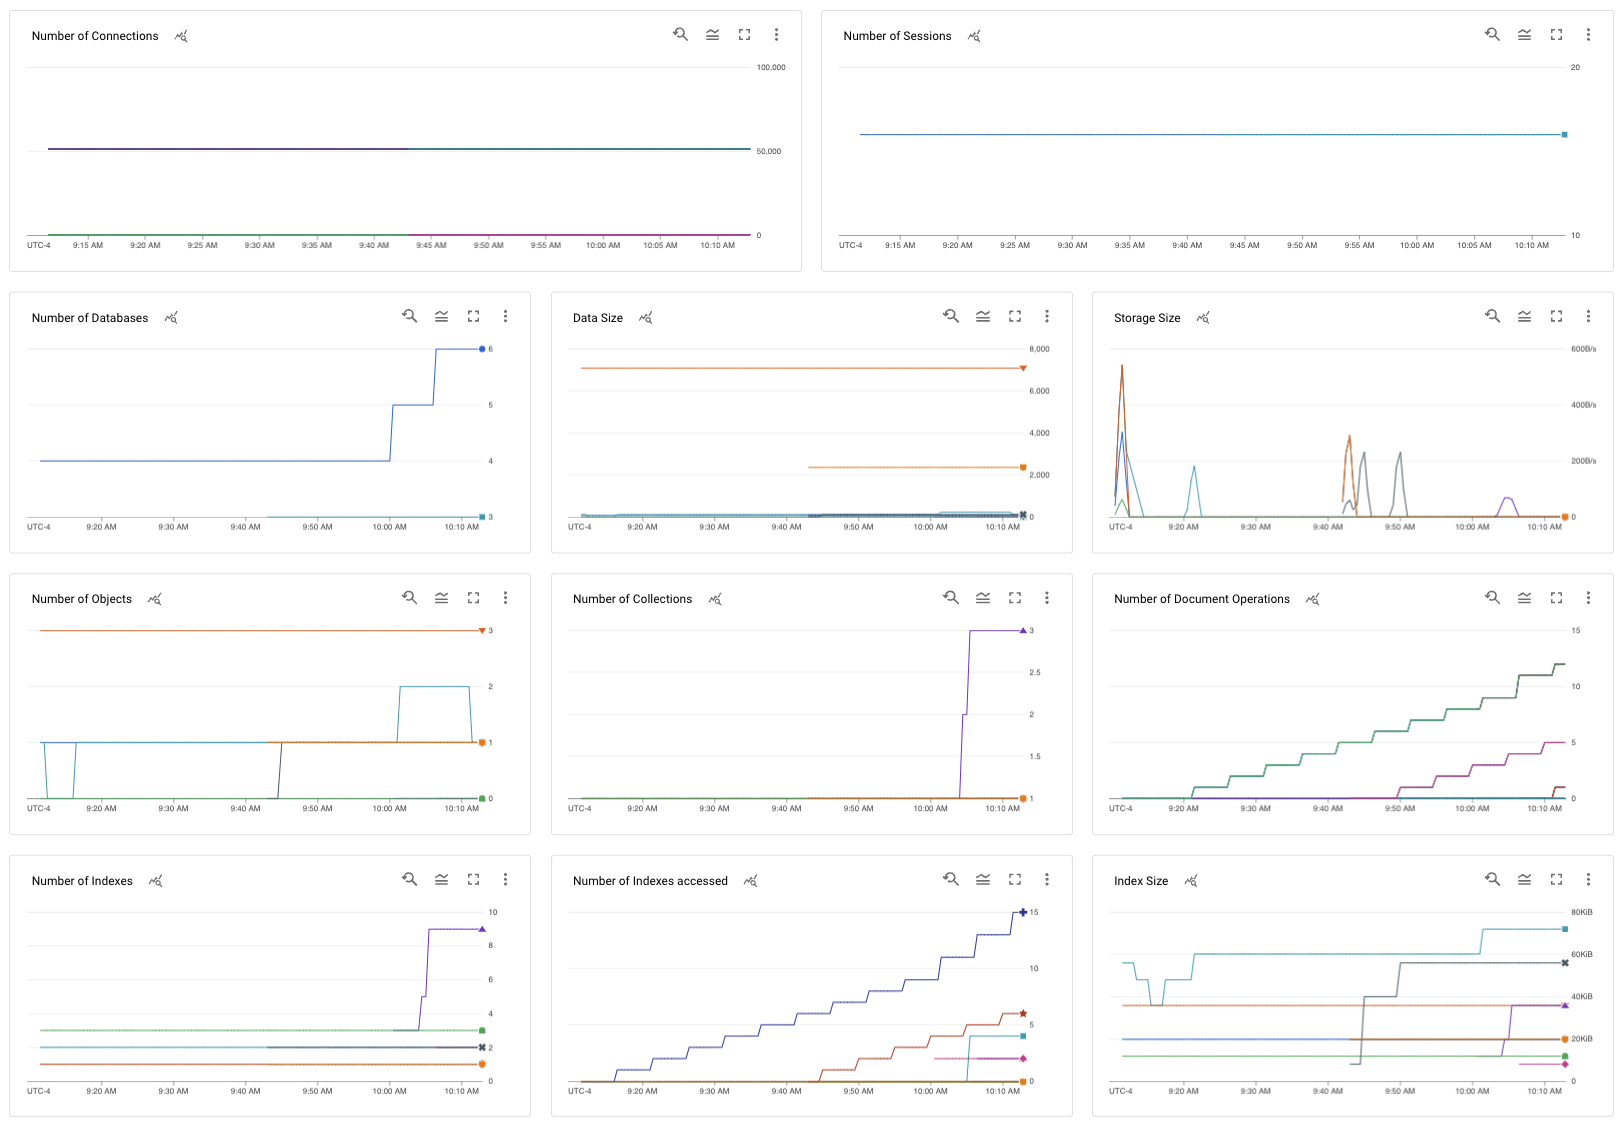 Number of Connections
100,000
50,000
0
UTC-4 9:15 AM 9:20 AM 9:25 AM 9:30 AM 9:35 AM 9:40 AM 9:45 AM 9:50 AM 9:55 AM 10:00 AM 10:05 AM 10:10 AM
Number of Sessions
20
10
UTC-4 9:15 AM 9:20 AM 9:25 AM 9:30 AM 9:35 AM 9:40 AM 9:45 AM 9:50 AM 9:55 AM 10:00 AM 10:05 AM 10:10 AM
Number of Databases
6
5
4
3
UTC-4 9:20 AM 9:30 AM 9:40 AM 9:50 AM 10:00 AM 10:10 AM
Data Size
8,000
6,000
4,000
2,000
0
UTC-4 9:20 AM 9:30 AM 9:40 AM 9:50 AM 10:00 AM 10:10 AM
Storage Size
600B/s
400B/s
200B/s
0
UTC-4 9:20 AM 9:30 AM 9:40 AM 9:50 AM 10:00 AM 10:10 AM
Number of Objects
3
2
1
0
UTC-4 9:20 AM 9:30 AM 9:40 AM 9:50 AM 10:00 AM 10:10 AM
Number of Collections
3
2.5
2
1.5
1
UTC-4 9:20 AM 9:30 AM 9:40 AM 9:50 AM 10:00 AM 10:10 AM
Number of Document Operations
15
10
5
0
UTC-4 9:20 AM 9:30 AM 9:40 AM 9:50 AM 10:00 AM 10:10 AM
Number of Indexes
10
8
6
4
2
0
UTC-4 9:20 AM 9:30 AM 9:40 AM 9:50 AM 10:00 AM 10:10 AM
Number of Indexes accessed
15
10
5
0
UTC-4 9:20 AM 9:30 AM 9:40 AM 9:50 AM 10:00 AM 10:10 AM
Index Size
80KiB
60KiB
40KiB
20KiB
0
UTC-4 9:20 AM 9:30 AM 9:40 AM 9:50 AM 10:00 AM 10:10 AM